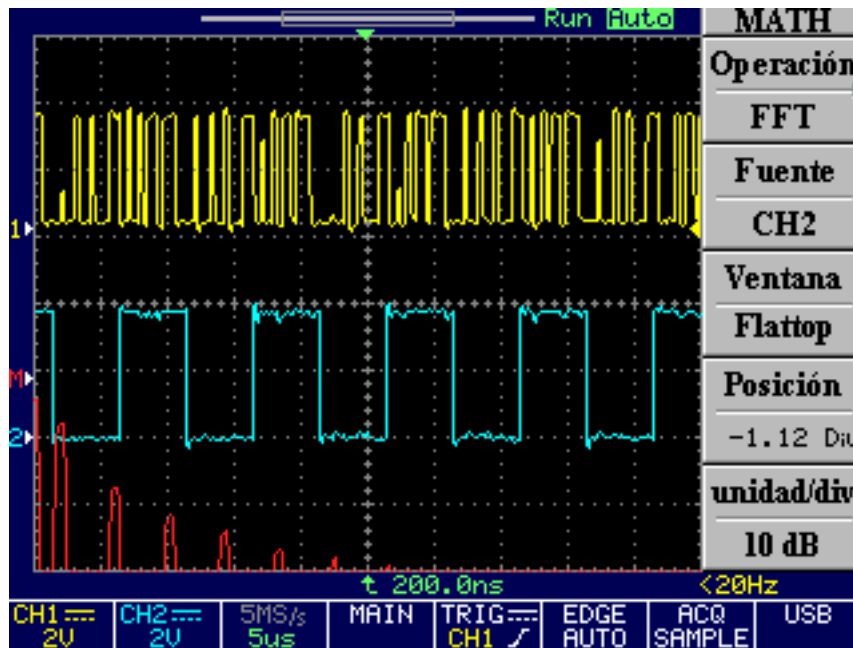 Run Auto
MATH
Operación
FFT
Fuente
CH2
Ventana
Flattop
Posición
-1.12 Div
unidad/div
10 dB
1
M
2
200.0ns
<20Hz
CH1
2V
CH2
2V
5MS/s
5us
MAIN
TRIG
CH1
EDGE
AUTO
ACQ
SAMPLE
USB